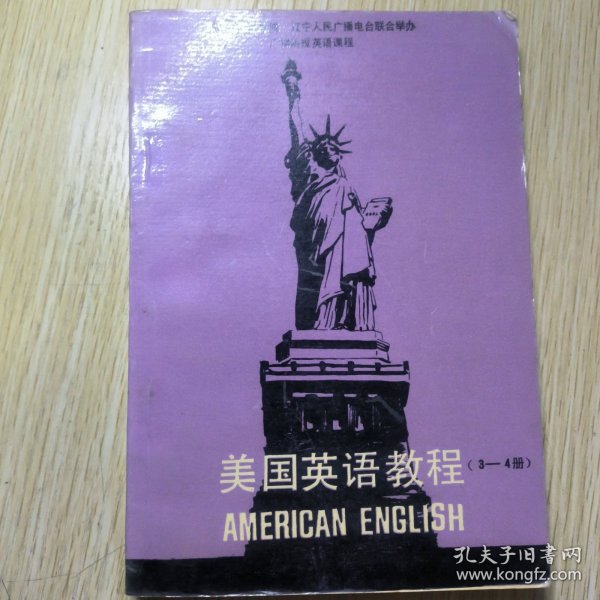 辽宁人民广播电台联合举办
英语课程
美国英语教程(3—4册)
AMERICAN ENGLISH
孔夫子旧书网
www.kongfz.com